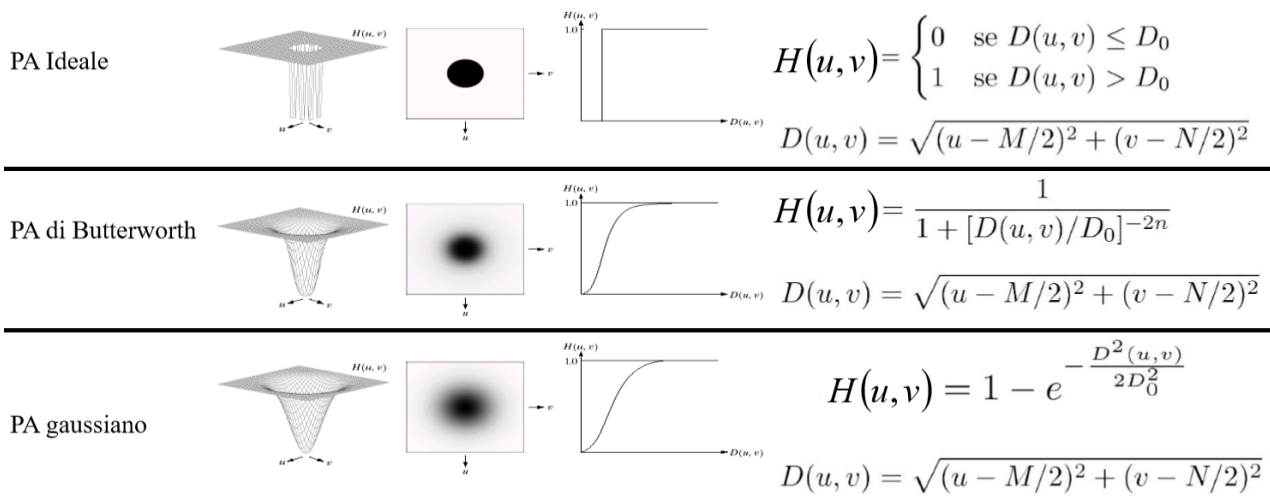 PA Ideale
H(u, v)
u
v
v
u
H(u, v)
1.0
D(u, v)
H(u,v)= {0 se D(u, v) ≤ D₀
1 se D(u, v) > D₀
D(u, v) = √(u − M/2)² + (v − N/2)²
PA di Butterworth
H(u, v)
u
v
v
u
H(u, v)
1.0
D(u, v)
H(u,v)= 1 / 1 + [D(u, v)/D₀]⁻²ⁿ
D(u, v) = √(u − M/2)² + (v − N/2)²
PA gaussiano
H(u, v)
u
v
v
u
H(u, v)
1.0
D(u, v)
H(u,v) = 1 − e^(− D²(u,v) / 2D₀²)
D(u, v) = √(u − M/2)² + (v − N/2)²